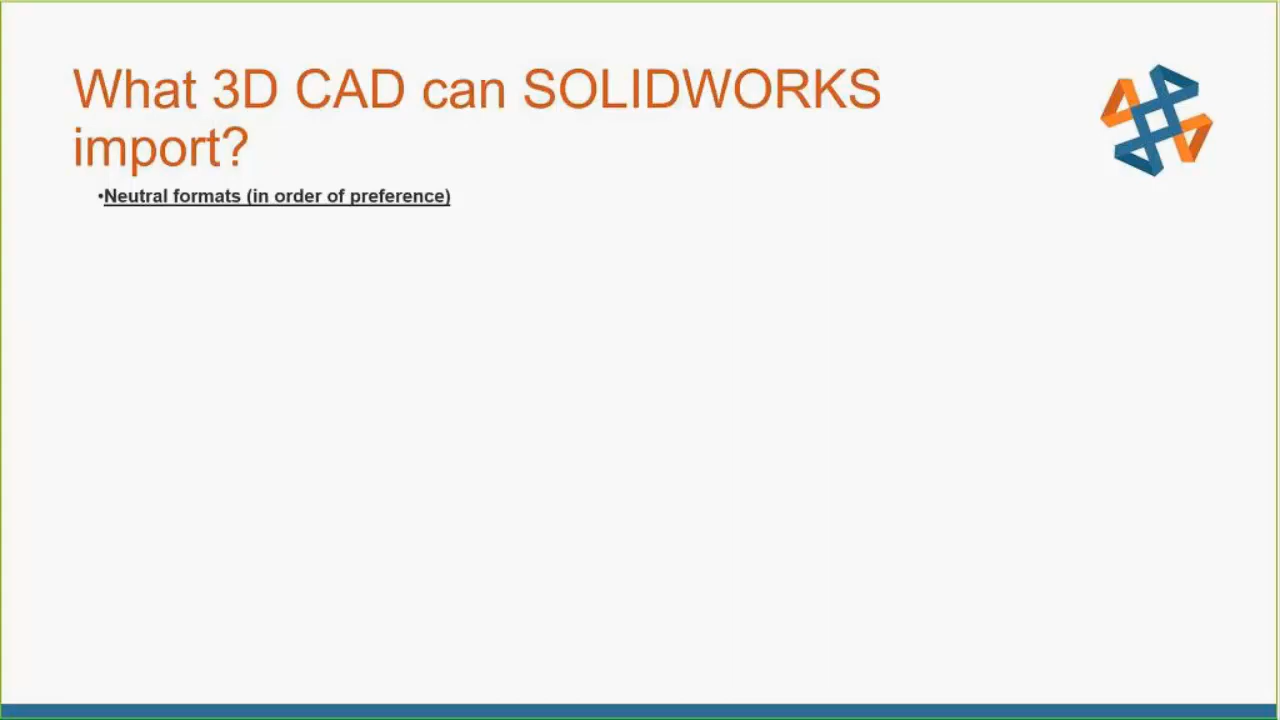 What 3D CAD can SOLIDWORKS
import?
•Neutral formats (in order of preference)